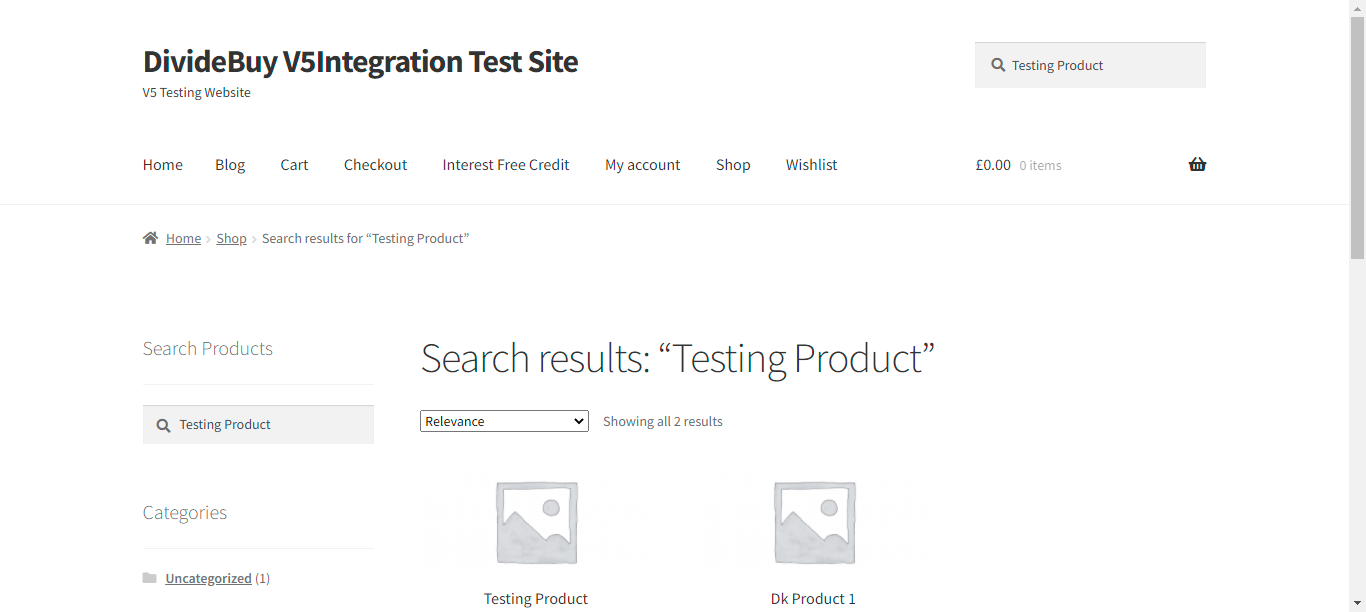 DivideBuy V5Integration Test Site
V5 Testing Website
Testing Product
Home Blog Cart Checkout Interest Free Credit My account Shop Wishlist £0.00 0 items
Home Shop Search results for “Testing Product”
Search Products
Testing Product
Categories
Uncategorized (1)
Search results: “Testing Product”
Relevance Showing all 2 results
Testing Product Dk Product 1